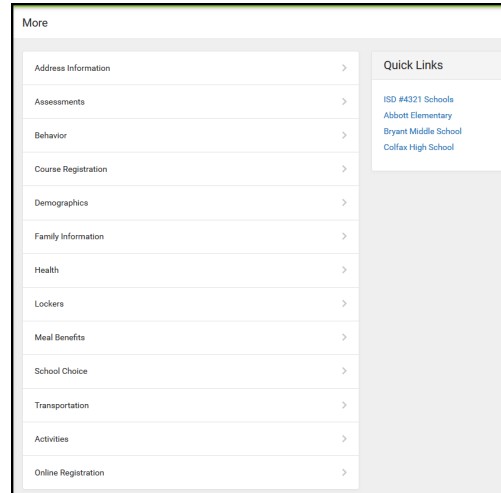 More
Address Information
Assessments
Behavior
Course Registration
Demographics
Family Information
Health
Lockers
Meal Benefits
School Choice
Transportation
Activities
Online Registration
Quick Links
ISD #4321 Schools
Abbott Elementary
Bryant Middle School
Colfax High School